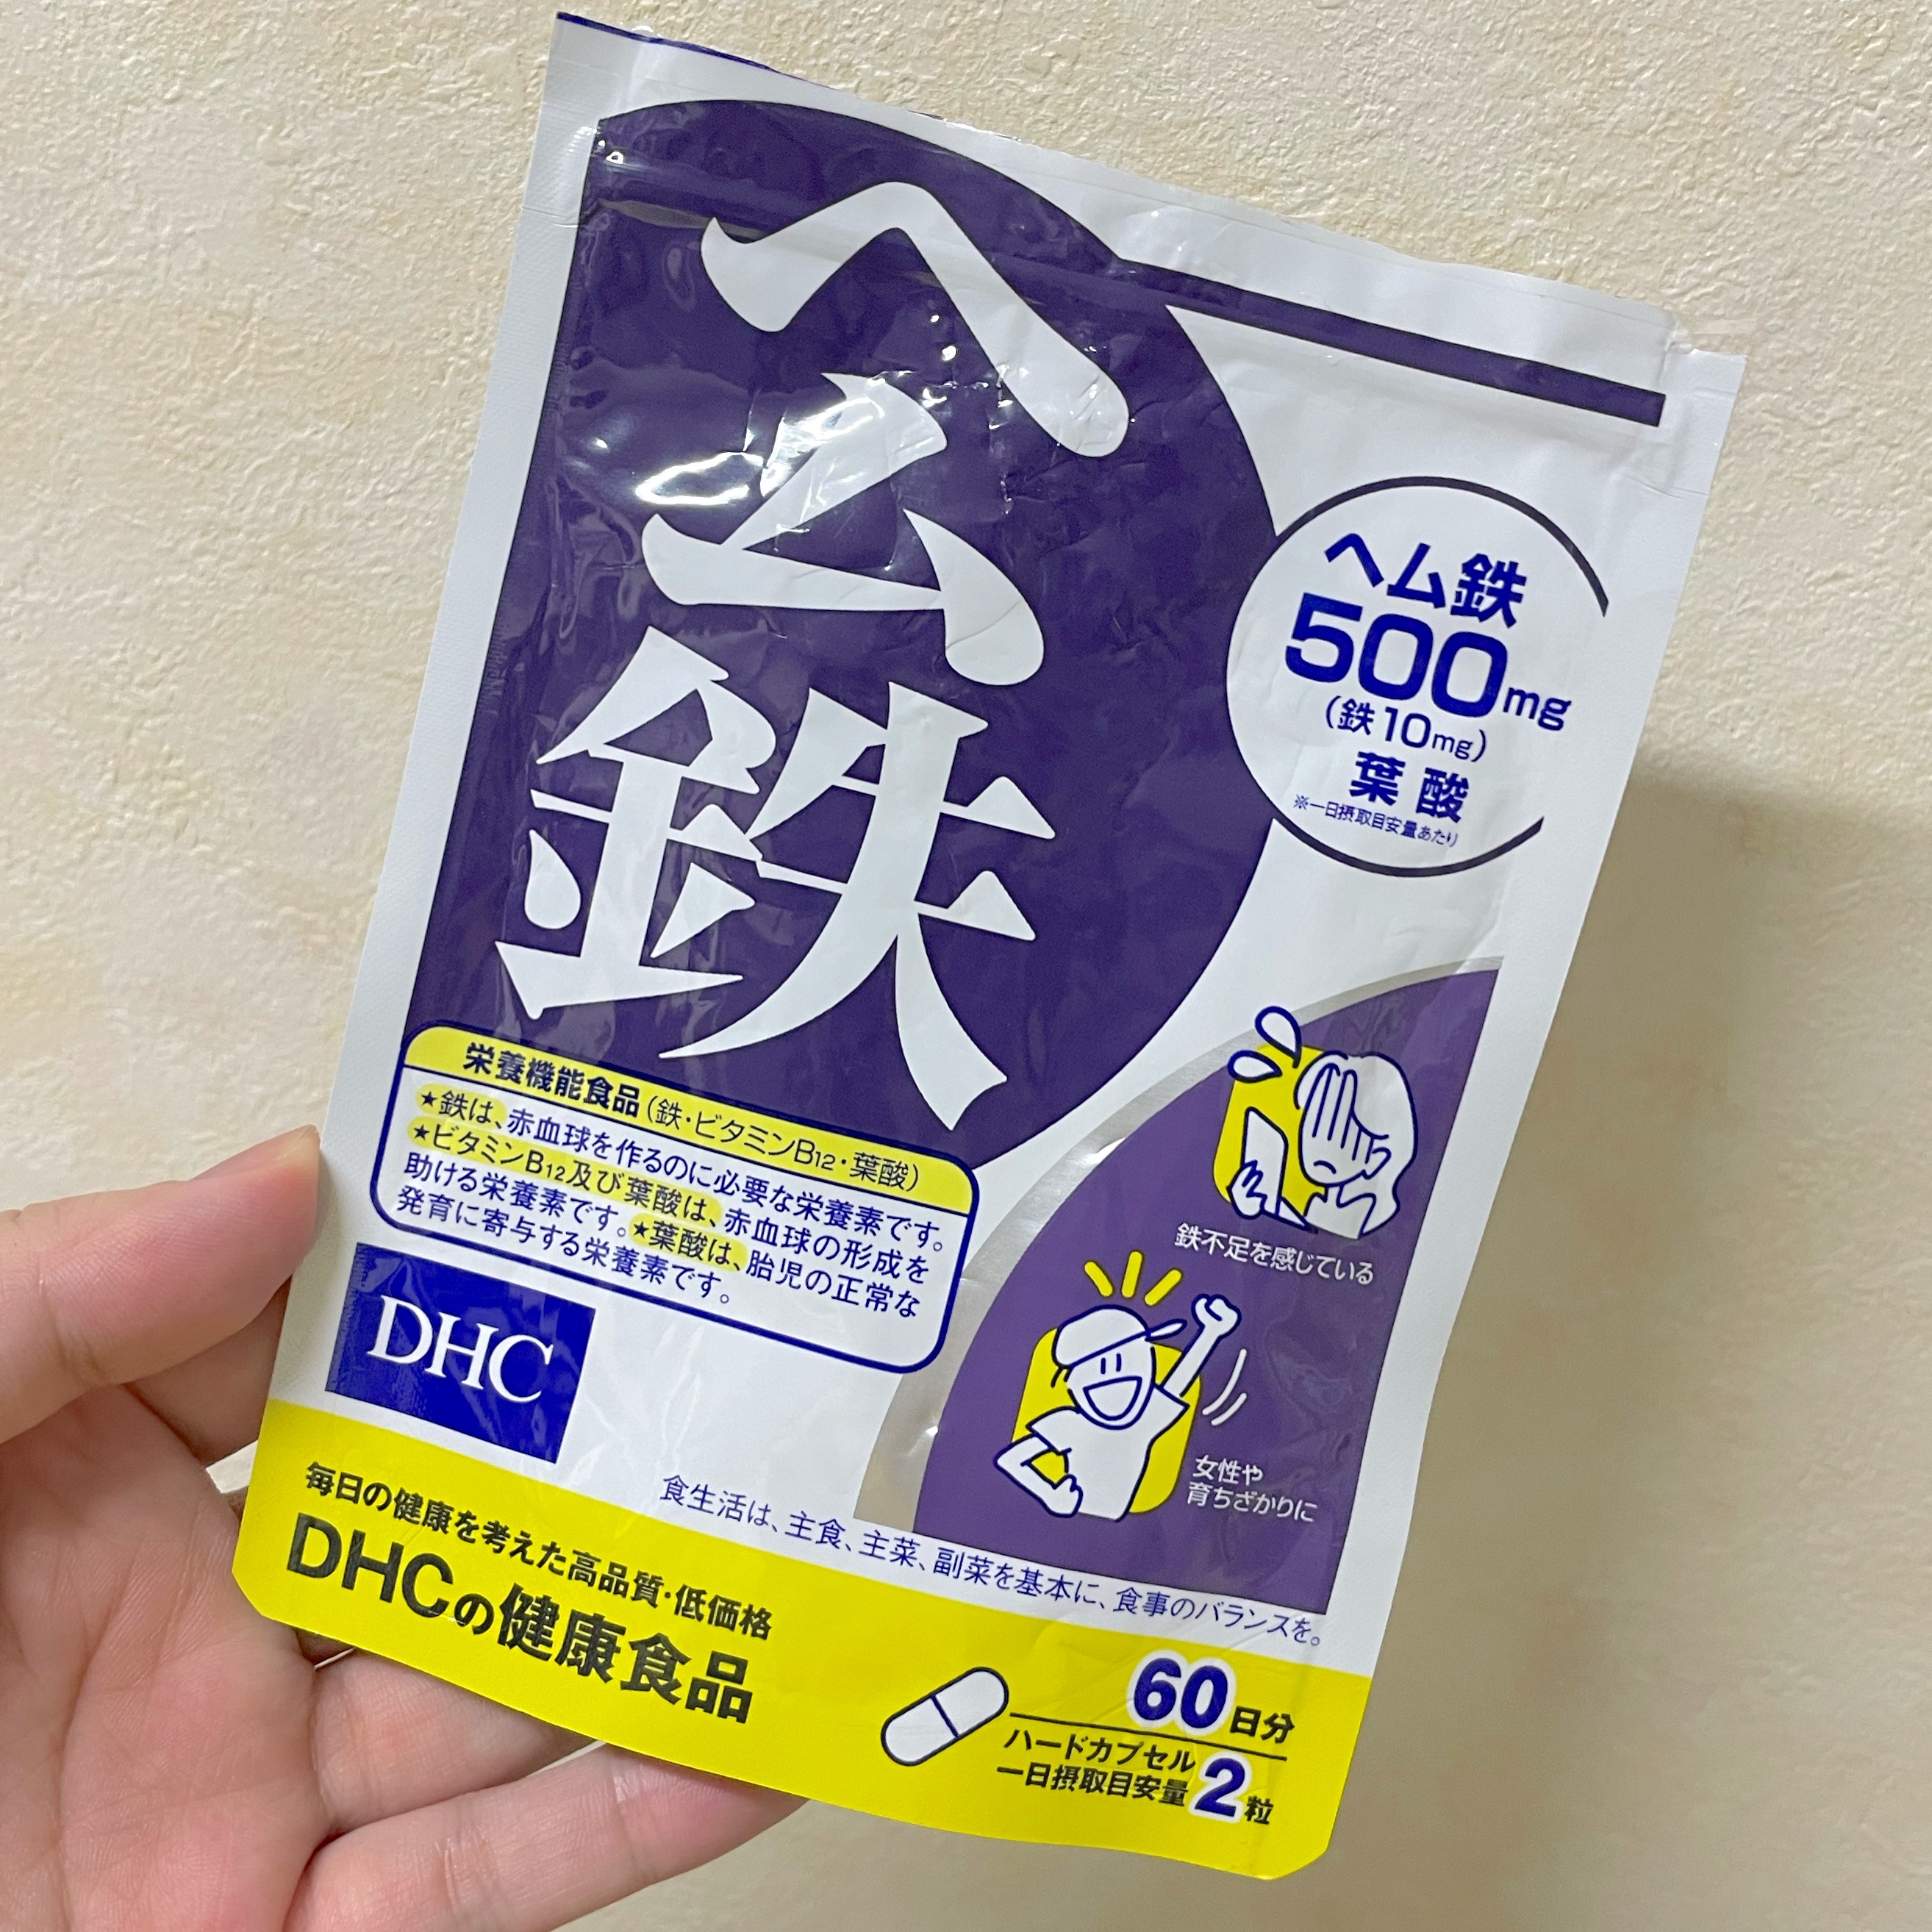 ヘム鉄
ヘム鉄
500mg
(鉄10mg)
葉酸
※一日摂取目安量あたり
栄養機能食品(鉄・ビタミンB12・葉酸)
★鉄は、赤血球を作るのに必要な栄養素です。
★ビタミンB12及び葉酸は、赤血球の形成を
助ける栄養素です。★葉酸は、胎児の正常な
発育に寄与する栄養素です。
鉄不足を感じている
女性や
育ちざかりに
DHC
食生活は、主食、主菜、副菜を基本に、食事のバランスを。
毎日の健康を考えた高品質・低価格
DHCの健康食品
60日分
ハードカプセル
一日摂取目安量2粒